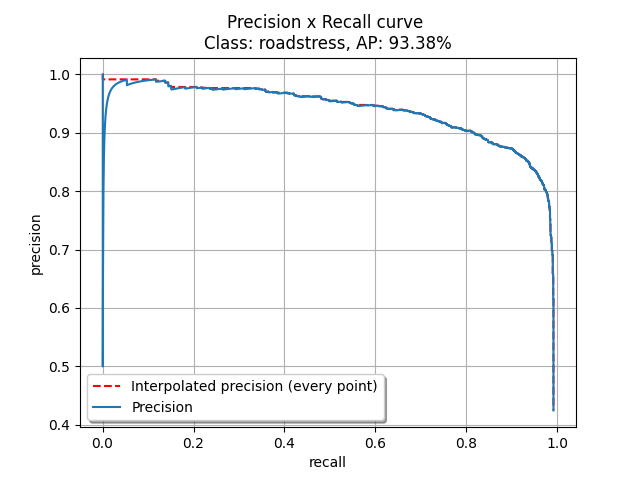 Precision x Recall curve
Class: roadstress, AP: 93.38%
precision
1.0
0.9
0.8
0.7
0.6
0.5
0.4
Interpolated precision (every point)
Precision
0.0 0.2 0.4 0.6 0.8 1.0
recall